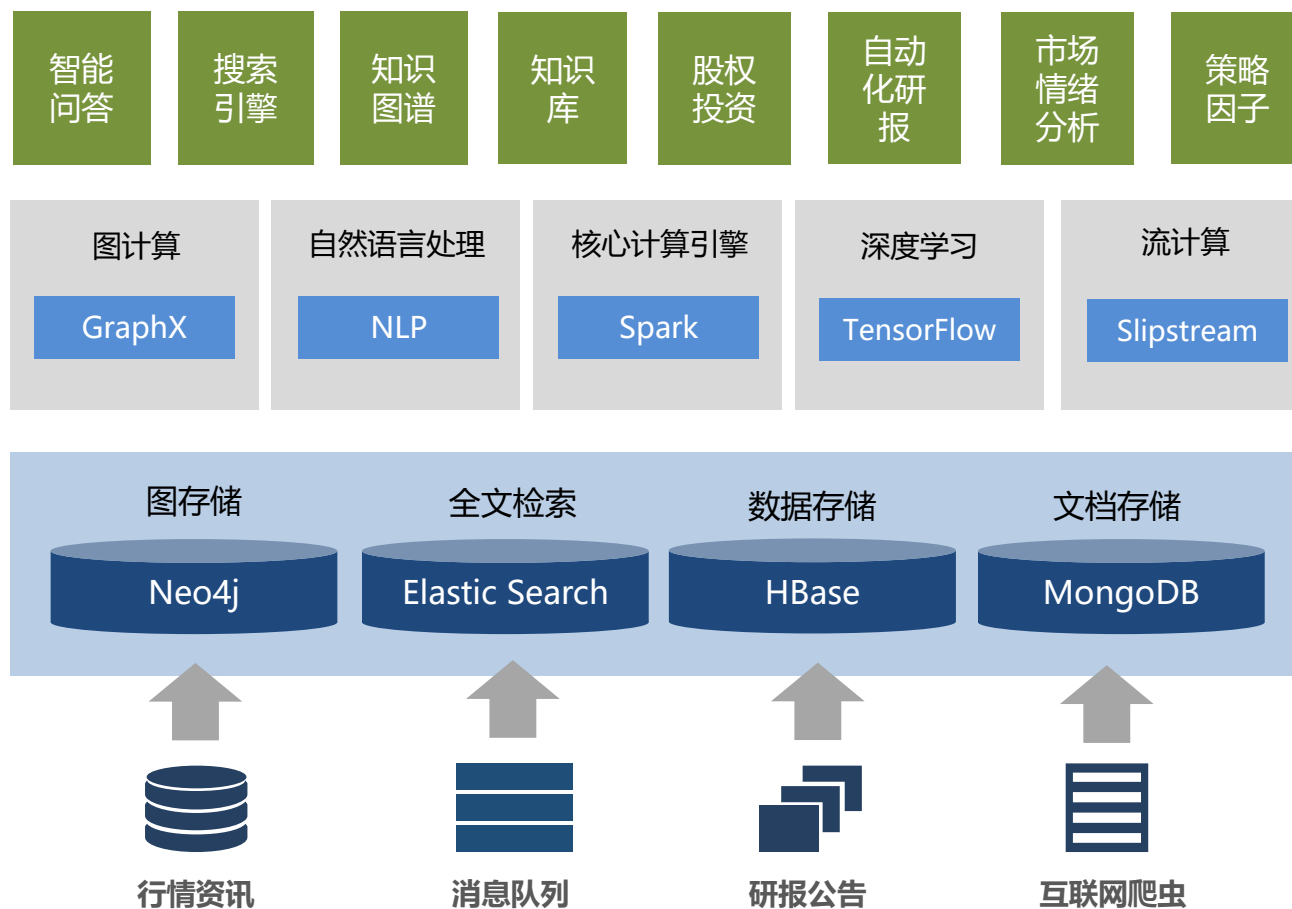 智能
问答
搜索
引擎
知识
图谱
知识
库
股权
投资
自动
化研
报
市场
情绪
分析
策略
因子
图计算
GraphX
自然语言处理
NLP
核心计算引擎
Spark
深度学习
TensorFlow
流计算
Slipstream
图存储
Neo4j
全文检索
Elastic Search
数据存储
HBase
文档存储
MongoDB
行情资讯
消息队列
研报公告
互联网爬虫